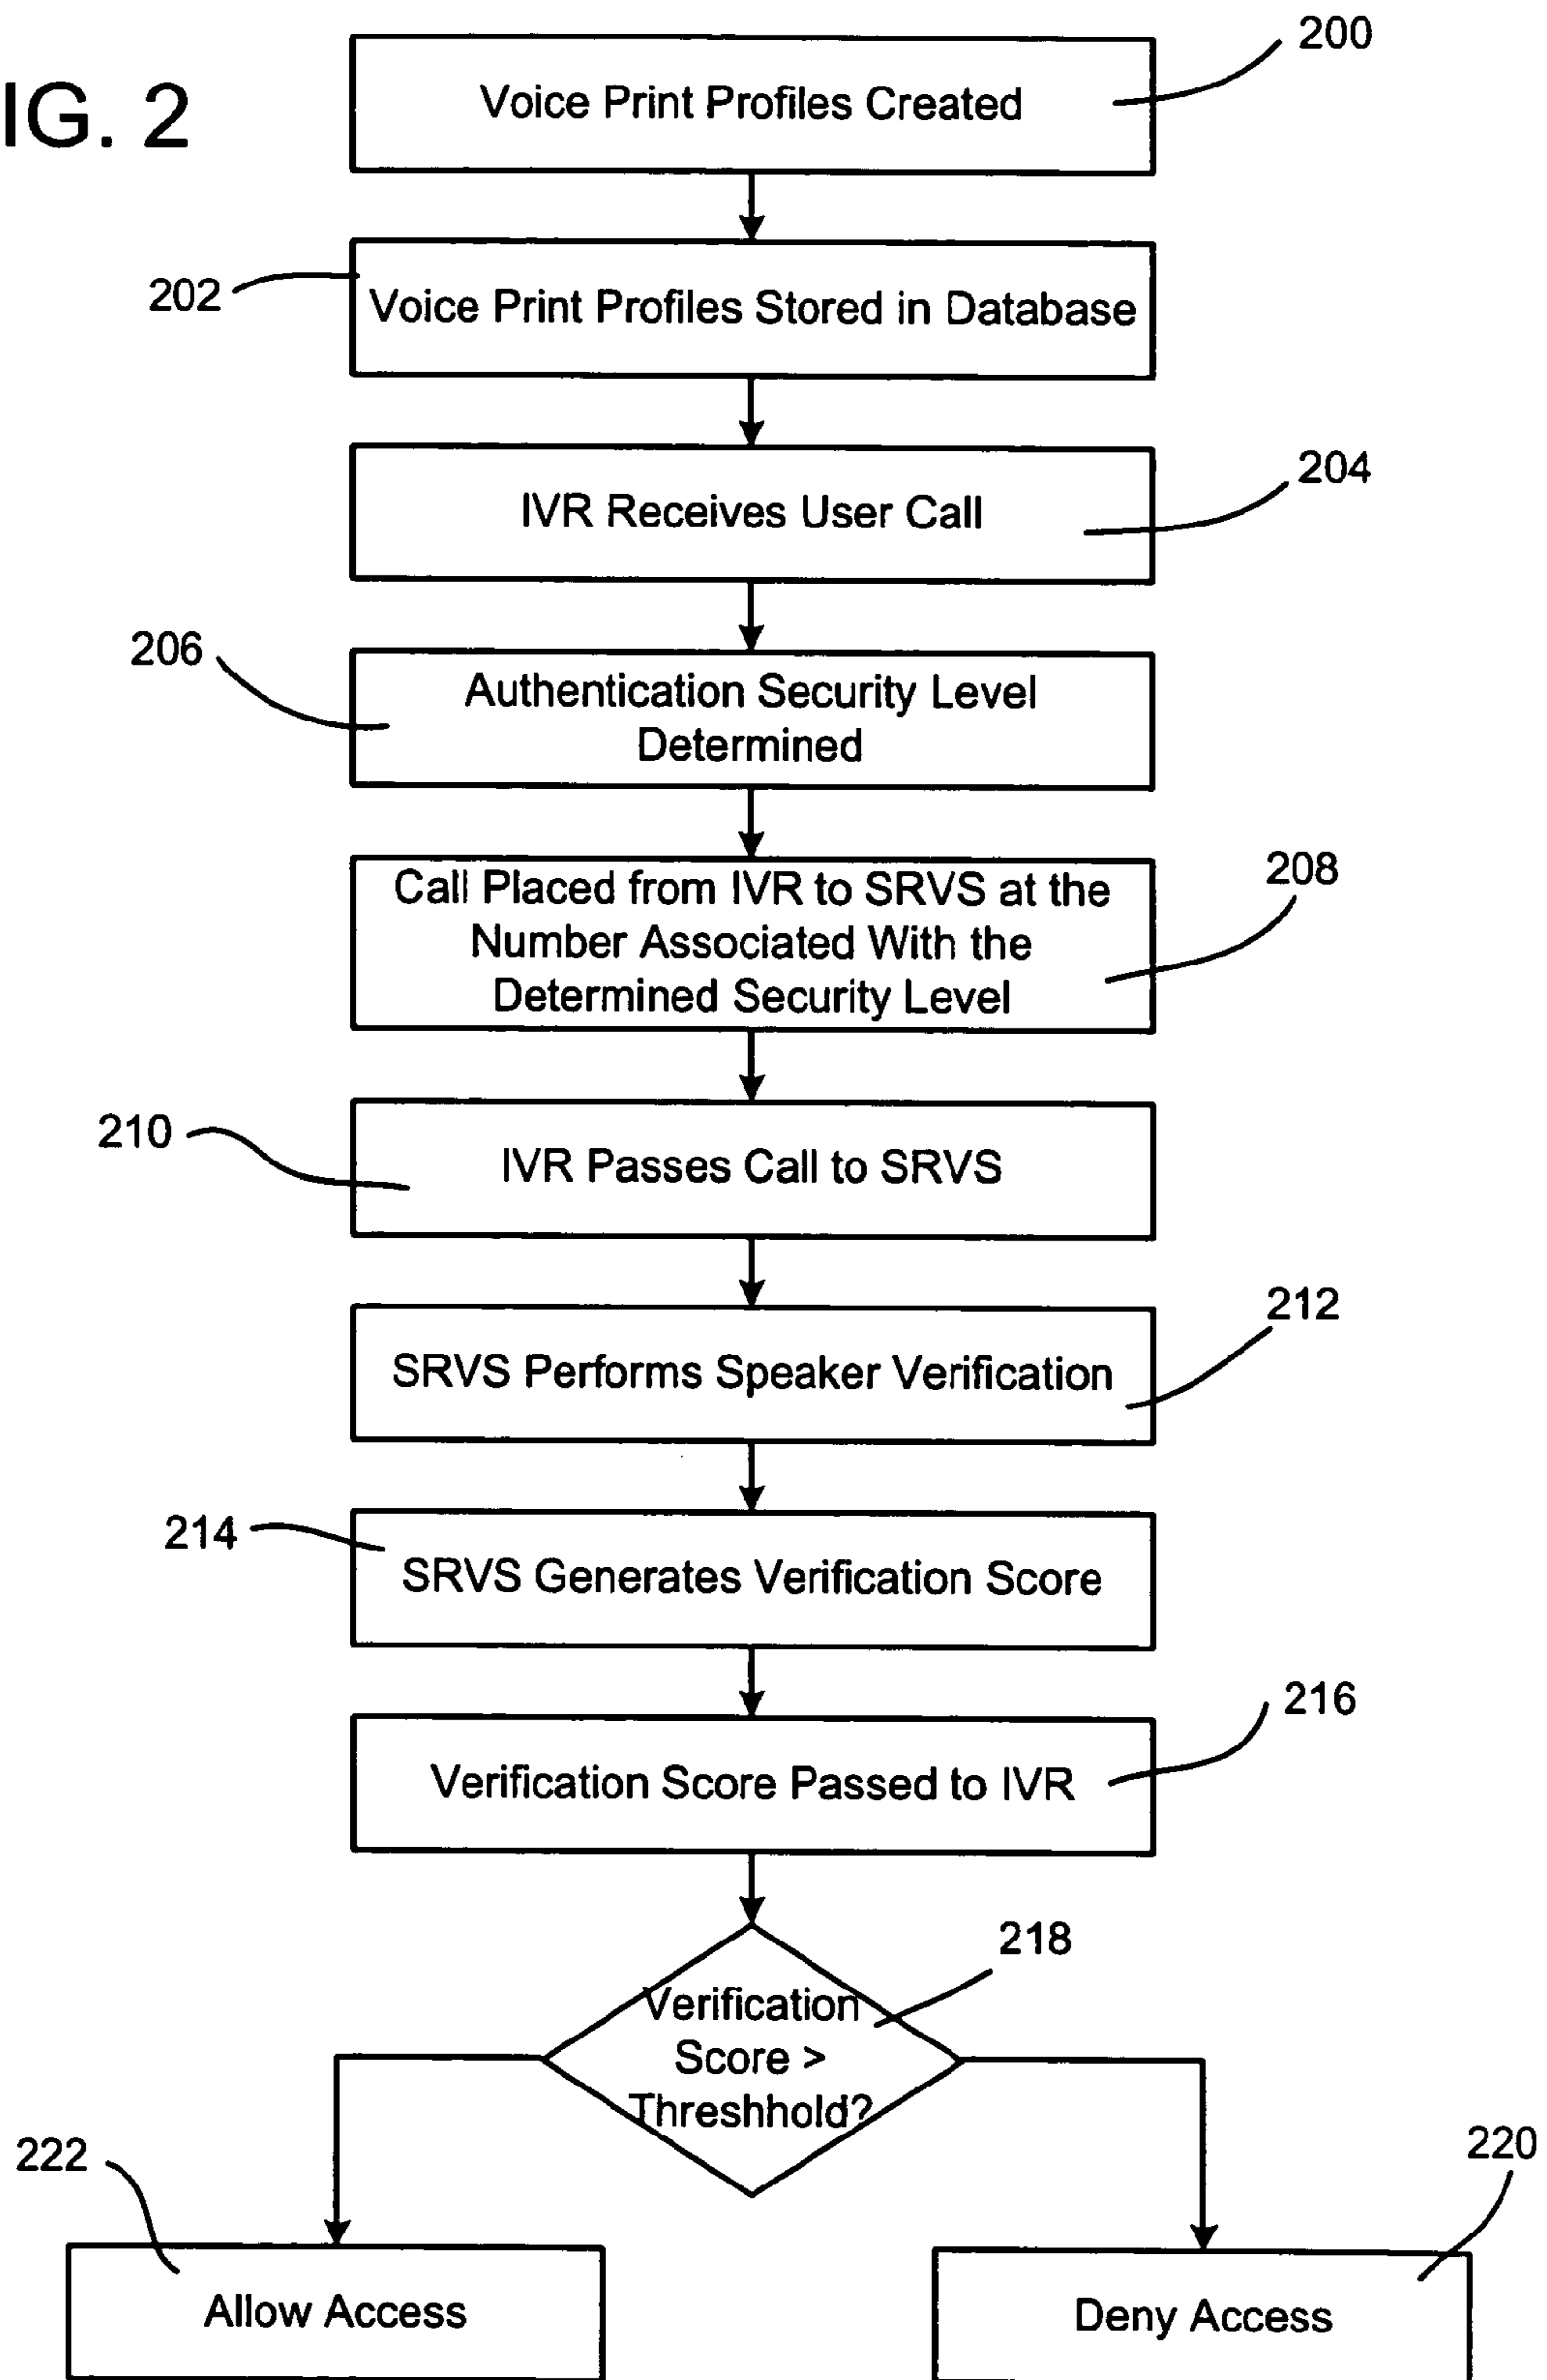 IG. 2
200
Voice Print Profiles Created
202
Voice Print Profiles Stored in Database
204
IVR Receives User Call
206
Authentication Security Level
Determined
208
Call Placed from IVR to SRVS at the
Number Associated With the
Determined Security Level
210
IVR Passes Call to SRVS
212
SRVS Performs Speaker Verification
214
SRVS Generates Verification Score
216
Verification Score Passed to IVR
218
Verification
Score >
Threshhold?
222
220
Allow Access
Deny Access